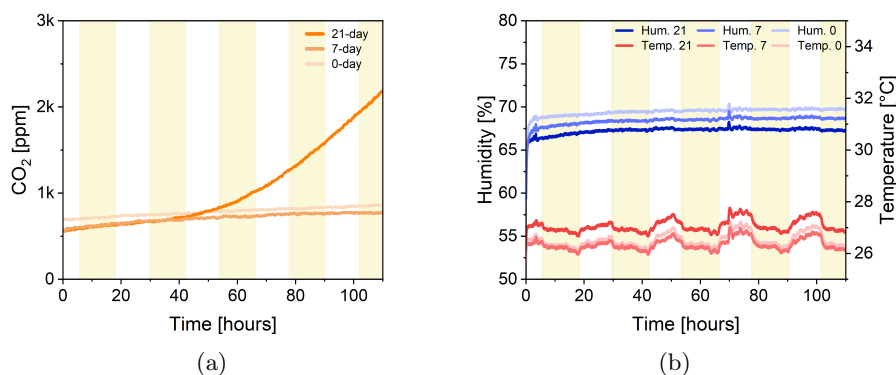 3k
2k
1k
0
CO₂ [ppm]
21-day
7-day
0-day
0 20 40 60 80 100
Time [hours]
(a)
80
75
70
65
60
55
50
Humidity [%]
Hum. 21 Hum. 7 Hum. 0
Temp. 21 Temp. 7 Temp. 0
34
32
30
28
26
Temperature [°C]
0 20 40 60 80 100
Time [hours]
(b)